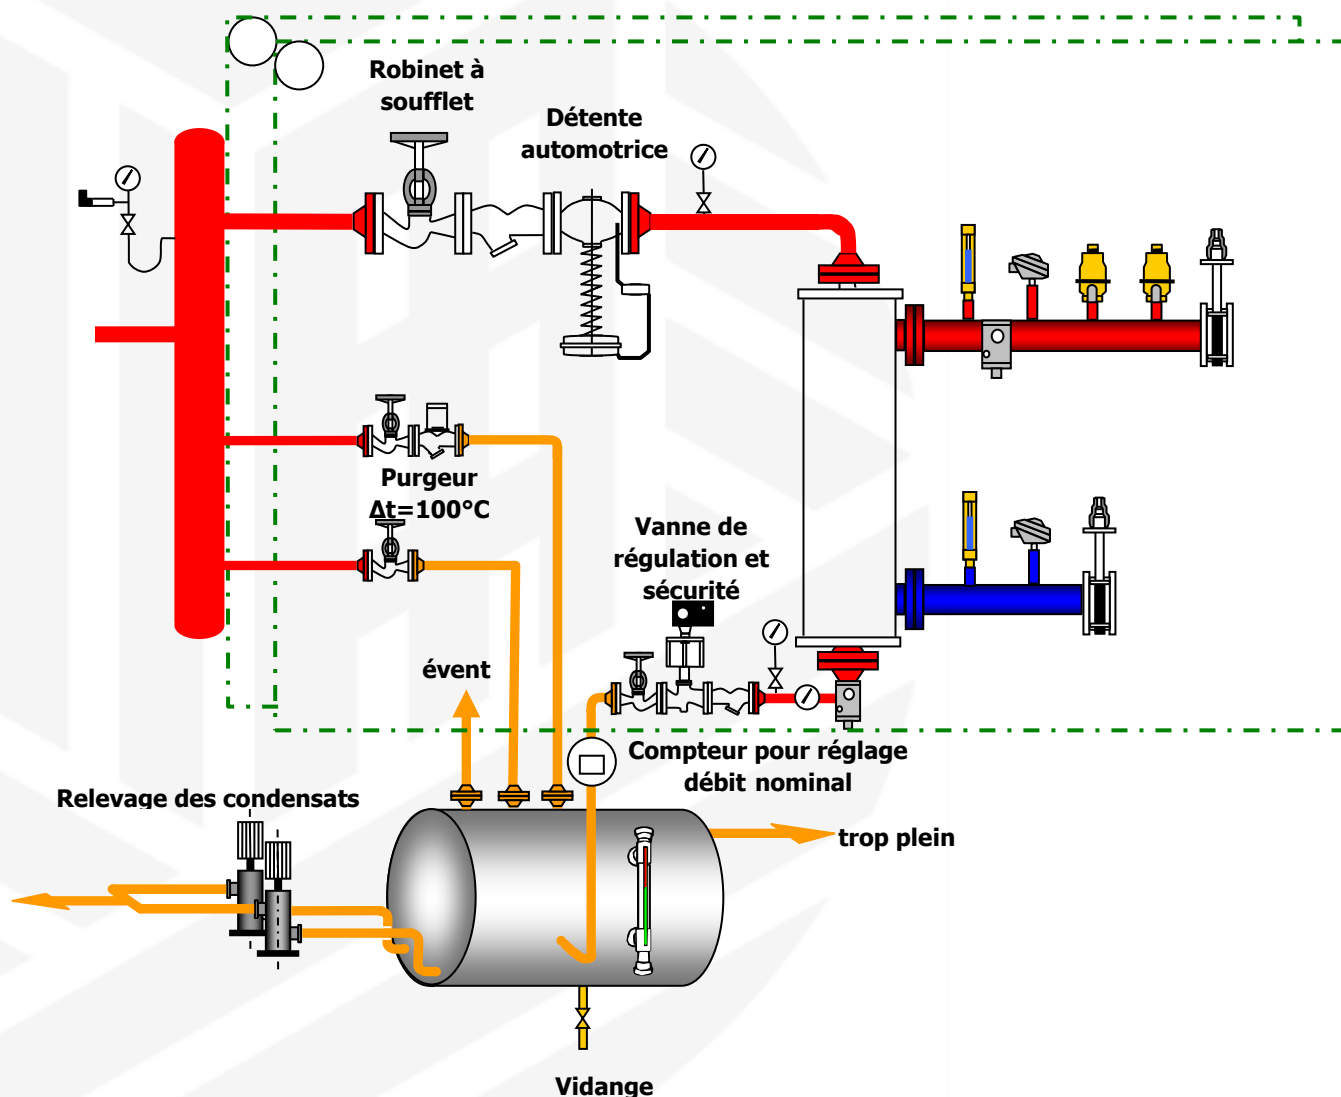 Robinet à
soufflet
Détente
automotrice
Purgeur
Δt=100°C
Vanne de
régulation et
sécurité
évent
Compteur pour réglage
débit nominal
Relevage des condensats
trop plein
Vidange